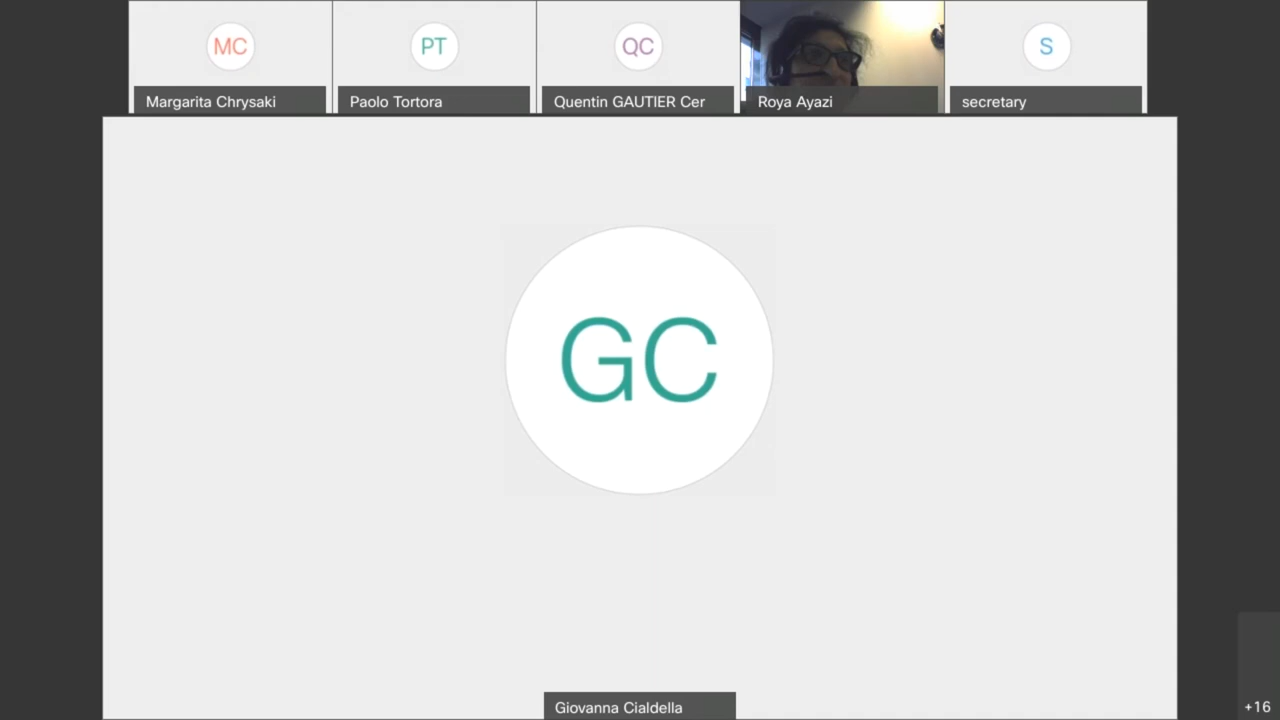 MC
PT
QC
S
Margarita Chrysaki
Paolo Tortora
Quentin GAUTIER Cer
Roya Ayazi
secretary
GC
Giovanna Cialdella
+16